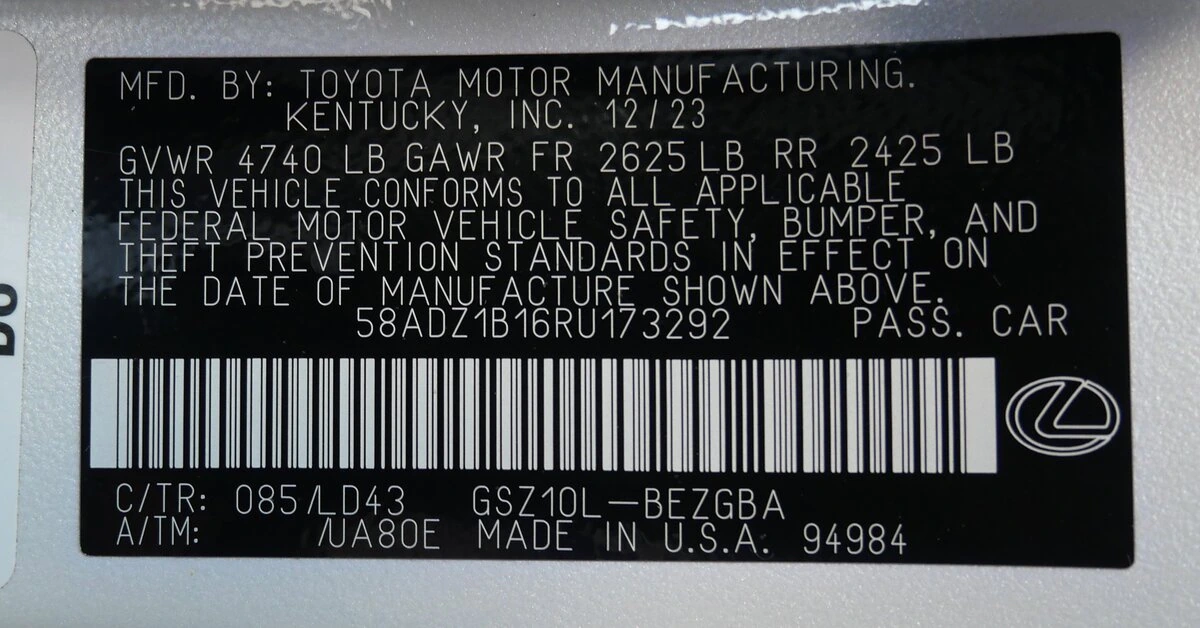 MFD. BY: TOYOTA MOTOR MANUFACTURING.
KENTUCKY, INC. 12/23
GVWR 4740 LB GAWR FR 2625 LB RR 2425 LB
THIS VEHICLE CONFORMS TO ALL APPLICABLE
FEDERAL MOTOR VEHICLE SAFETY, BUMPER, AND
THEFT PREVENTION STANDARDS IN EFFECT ON
THE DATE OF MANUFACTURE SHOWN ABOVE.
58ADZ1B16RU173292 PASS. CAR
C/TR: 085/LD43 GSZ10L-BEZGBA
A/TM: /UA80E MADE IN U.S.A. 94984